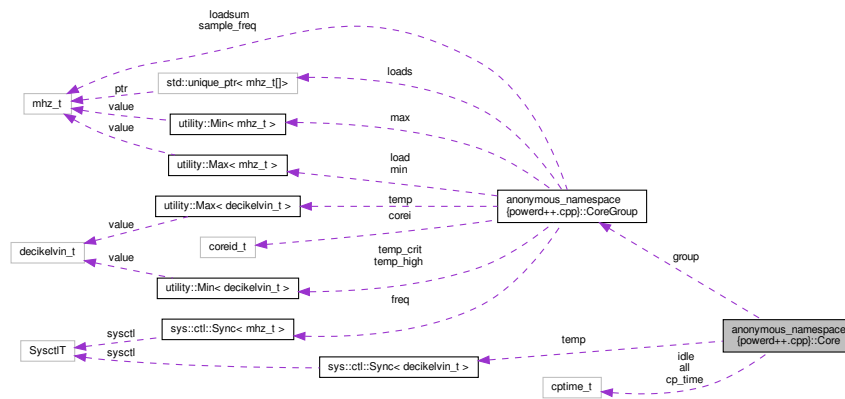 loadsum
sample_freq
loads
ptr
std::unique_ptr< mhz_t[]>
mhz_t
value
max
utility::Min< mhz_t >
value
load
min
utility::Max< mhz_t >
anonymous_namespace
{powerd++.cpp}::CoreGroup
temp
utility::Max< decikelvin_t >
corei
value
coreid_t
decikelvin_t
temp_crit
temp_high
value
group
utility::Min< decikelvin_t >
freq
sysctl
sys::ctl::Sync< mhz_t >
anonymous_namespace
{powerd++.cpp}::Core
SysctlT
sysctl
temp
idle
all
cp_time
sys::ctl::Sync< decikelvin_t >
cptime_t